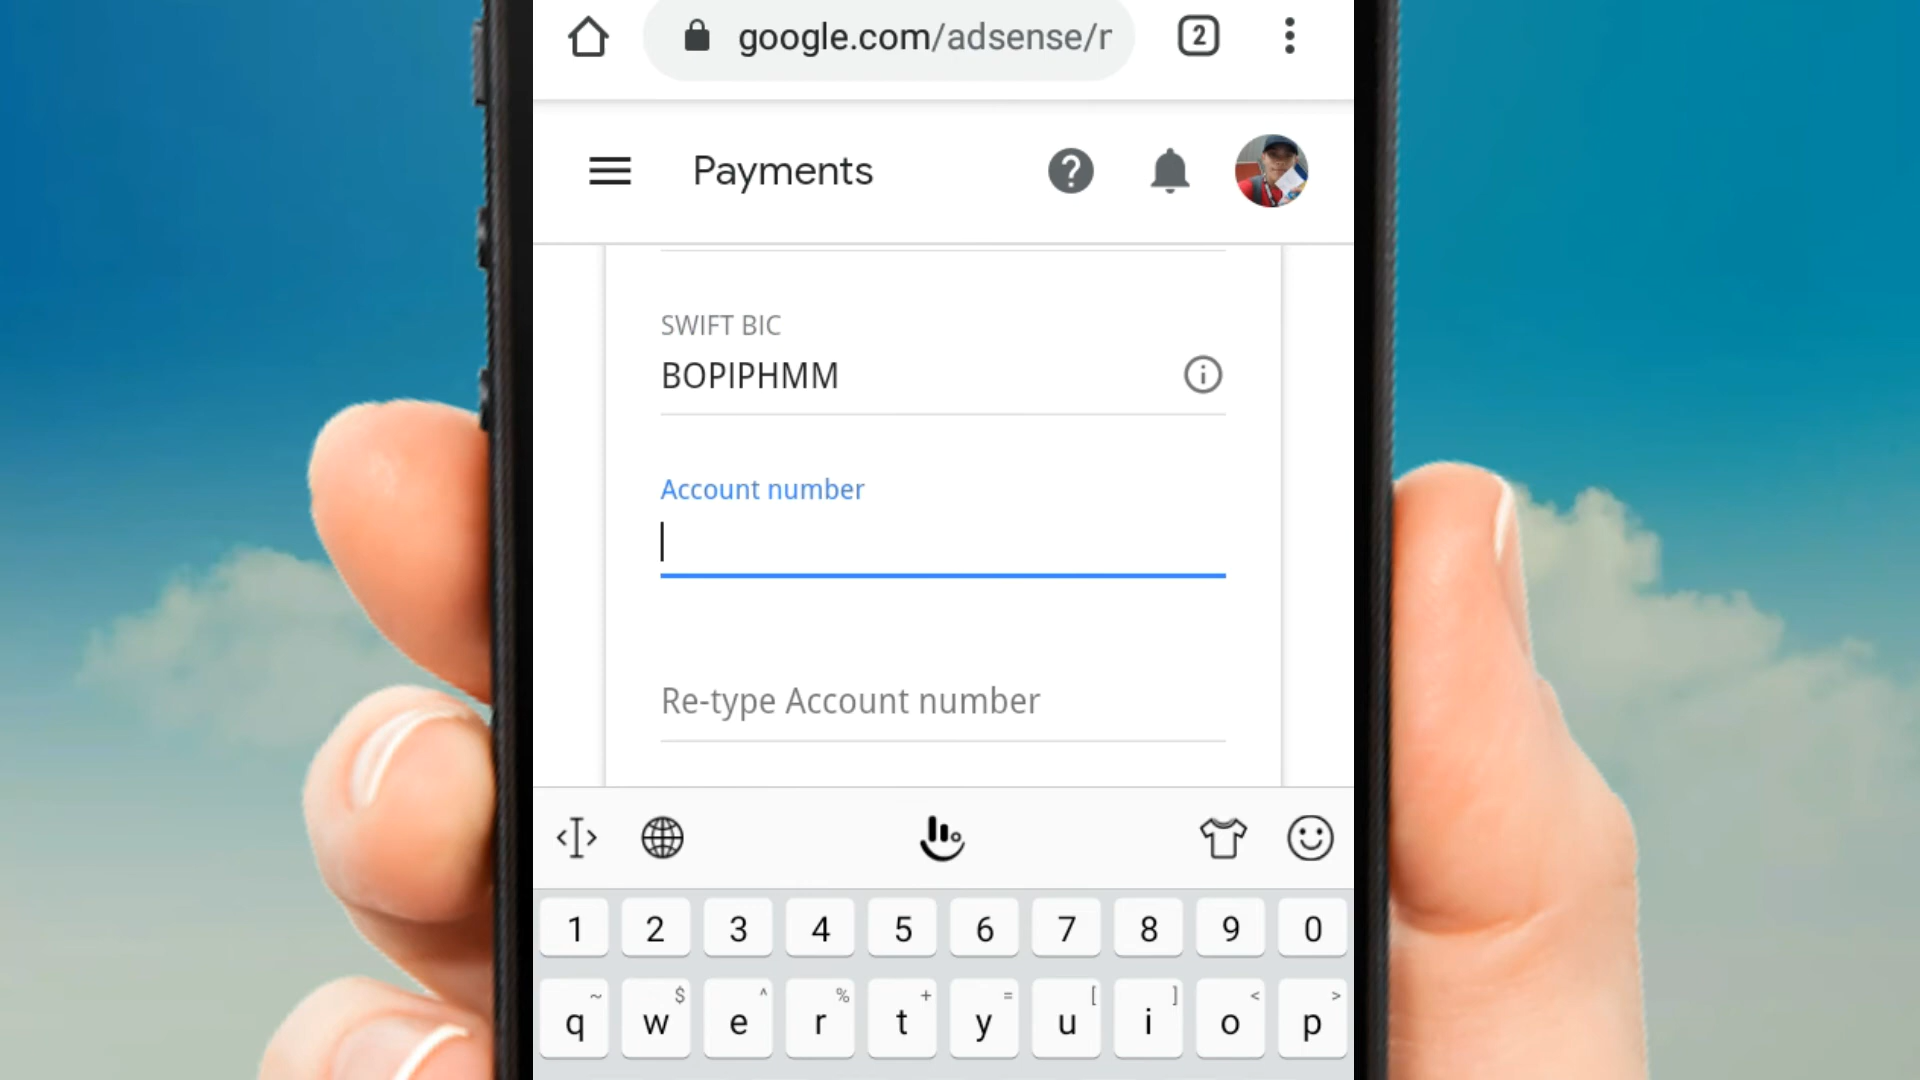 google.com/adsense/r
2
Payments
SWIFT BIC
BOPIPHMM
Account number
Re-type Account number
1 2 3 4 5 6 7 8 9 0
~ $ ^ % + = [ ] < >
q w e r t y u i o p